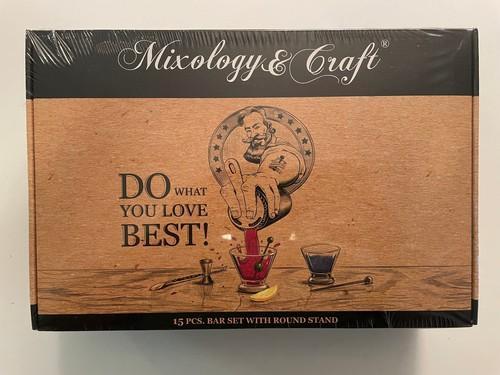 Mixology & Craft®
DO WHAT
YOU LOVE
BEST!
15 PCS. BAR SET WITH ROUND STAND